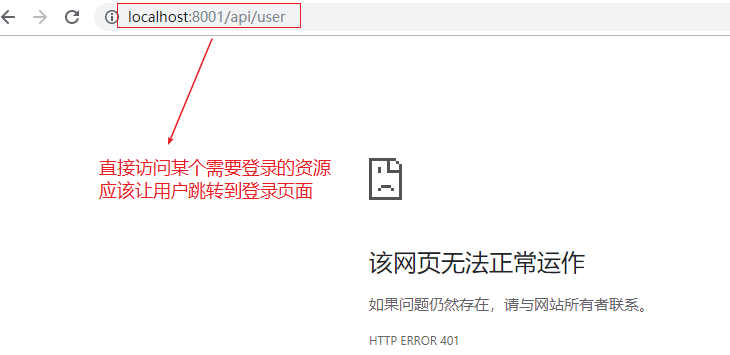 localhost:8001/api/user
直接访问某个需要登录的资源
应该让用户跳转到登录页面
该网页无法正常运作
如果问题仍然存在，请与网站所有者联系。
HTTP ERROR 401